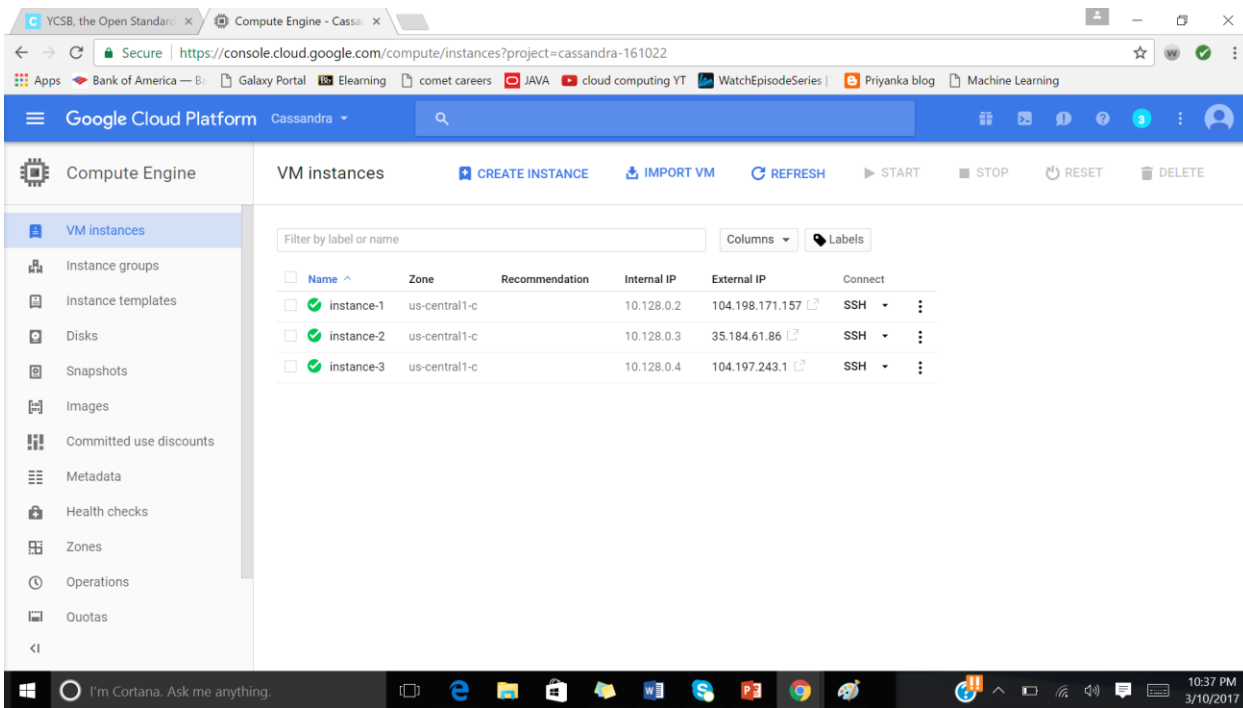 YCSB, the Open Standard
Compute Engine - Cassa
Secure | https://console.cloud.google.com/compute/instances?project=cassandra-161022
Apps Bank of America — B Galaxy Portal Elearning comet careers JAVA cloud computing YT WatchEpisodeSeries | Priyanka blog Machine Learning
Google Cloud Platform Cassandra 3
Compute Engine VM instances CREATE INSTANCE IMPORT VM REFRESH START STOP RESET DELETE
VM instances
Instance groups
Instance templates
Disks
Snapshots
Images
Committed use discounts
Metadata
Health checks
Zones
Operations
Quotas
Filter by label or name Columns Labels
Name Zone Recommendation Internal IP External IP Connect
instance-1 us-central1-c 10.128.0.2 104.198.171.157 SSH
instance-2 us-central1-c 10.128.0.3 35.184.61.86 SSH
instance-3 us-central1-c 10.128.0.4 104.197.243.1 SSH
I'm Cortana. Ask me anything.
10:37 PM
3/10/2017